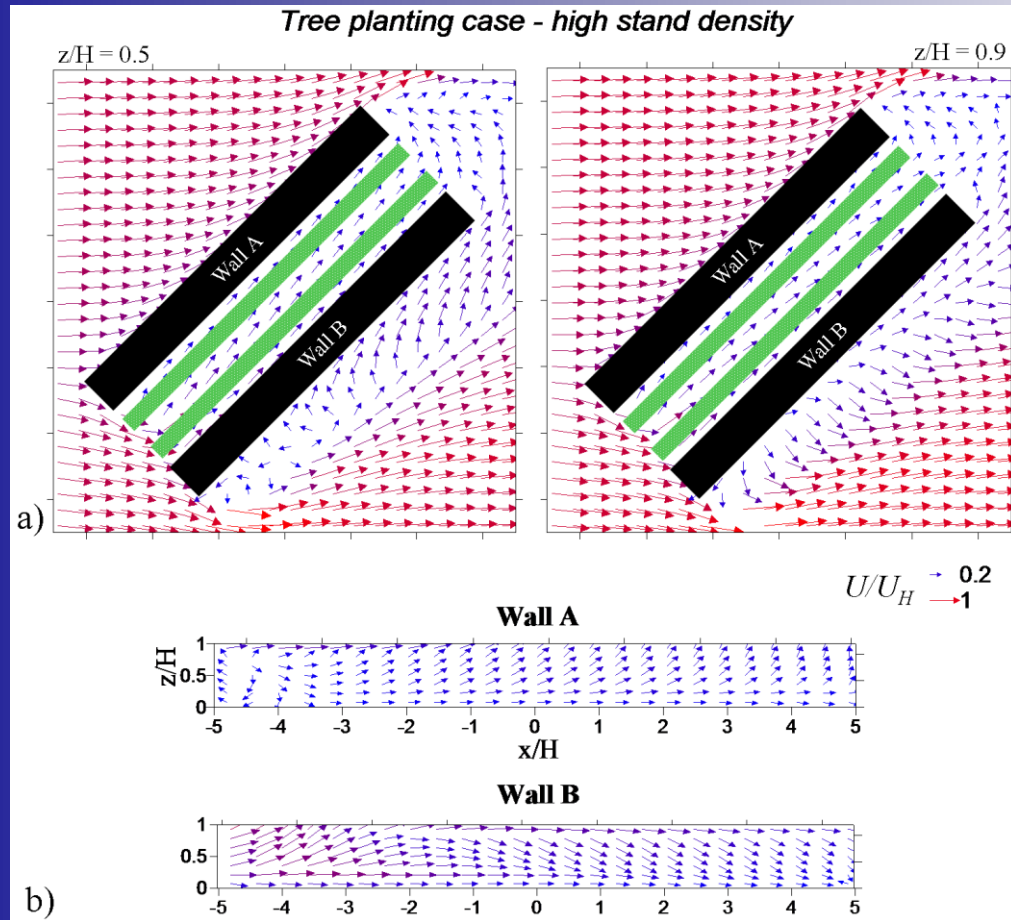 Tree planting case - high stand density
z/H = 0.5
z/H = 0.9
Wall A
Wall B
Wall A
Wall B
a)
U/U_H
0.2
1
Wall A
z/H
1
0.5
0
-5 -4 -3 -2 -1 0 1 2 3 4 5
x/H
Wall B
1
0.5
0
-5 -4 -3 -2 -1 0 1 2 3 4 5
b)